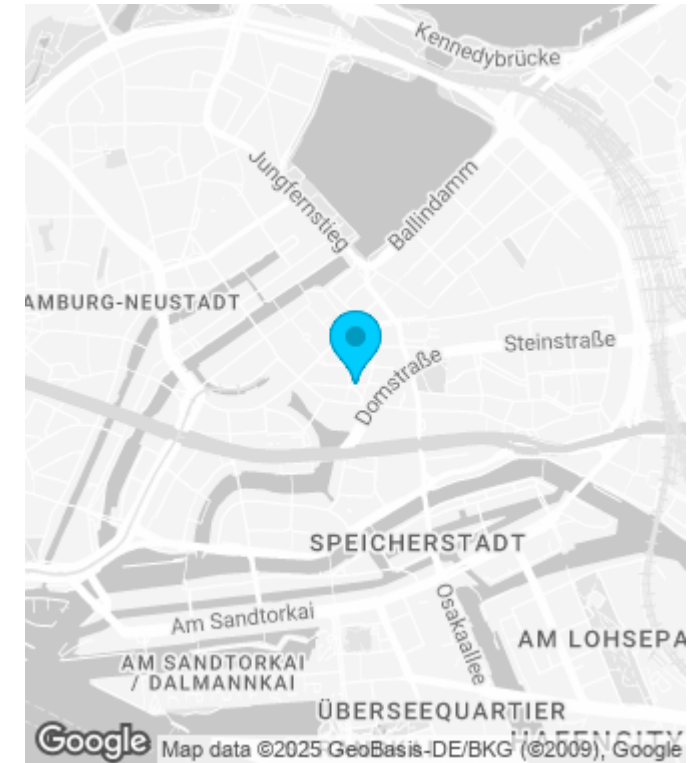 Kennedybrücke
Jungfernstieg
Ballindamm
AMBURG-NEUSTADT
Steinstraße
Domstraße
SPEICHERSTADT
Osakaallee
Am Sandtorkai
AM LOHSEPA
AM SANDTORKAI
/ DALMANNKAI
ÜBERSEEQUARTIER
HAFENCITY
Google
Map data ©2025 GeoBasis-DE/BKG (©2009), Google